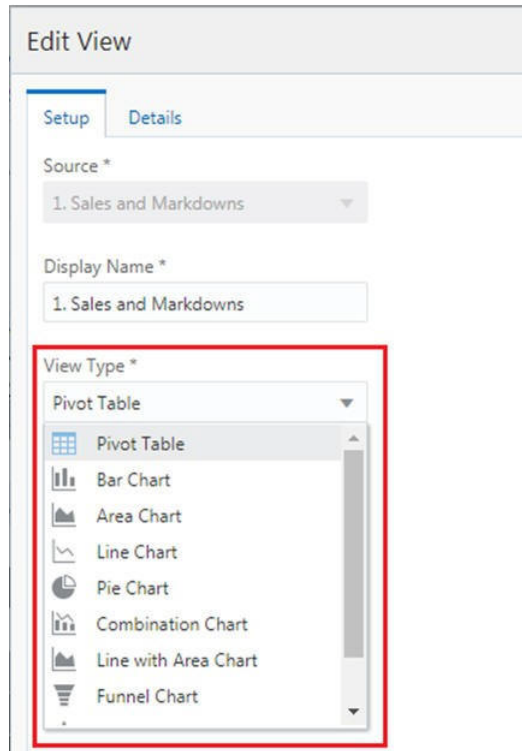 Edit View
Setup Details
Source *
1. Sales and Markdowns
Display Name *
1. Sales and Markdowns
View Type *
Pivot Table
Pivot Table
Bar Chart
Area Chart
Line Chart
Pie Chart
Combination Chart
Line with Area Chart
Funnel Chart